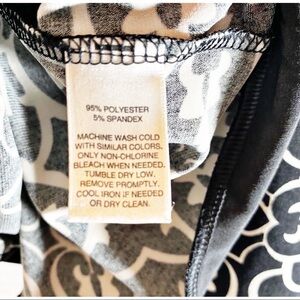 95% POLYESTER
5% SPANDEX
MACHINE WASH COLD
WITH SIMILAR COLORS.
ONLY NON-CHLORINE
BLEACH WHEN NEEDED.
TUMBLE DRY LOW.
REMOVE PROMPTLY.
COOL IRON IF NEEDED
OR DRY CLEAN.